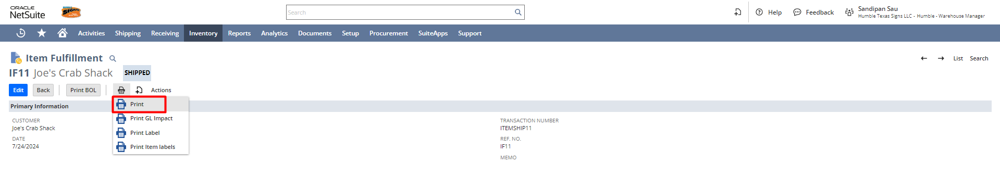 ORACLE
NetSuite
SIGNS
Search
Help
Feedback
Sandipan Sau
Humble Texas Signs LLC - Humble - Warehouse Manager
Activities
Shipping
Receiving
Inventory
Reports
Analytics
Documents
Setup
Procurement
SuiteApps
Support
Item Fulfillment
List
Search
IF11 Joe's Crab Shack
SHIPPED
Edit
Back
Print BOL
Actions
Print
Print GL Impact
Print Label
Print Item labels
Primary Information
CUSTOMER
Joe's Crab Shack
DATE
7/24/2024
TRANSACTION NUMBER
ITEMSHIP11
REF. NO.
IF11
MEMO